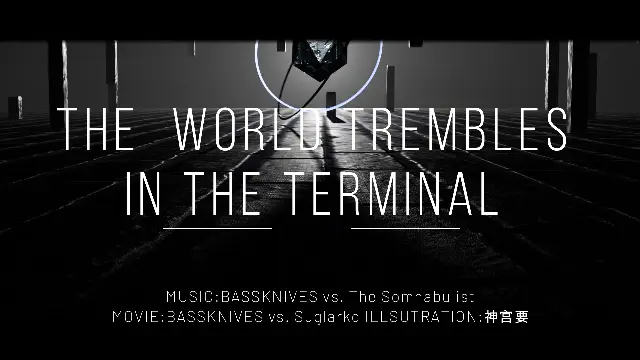 THE WORLD TREMBLES
IN THE TERMINAL
MUSIC:BASSKNIVES vs. The Somnabulist
MOVIE:BASSKNIVES vs. Suglarko ILLSUTRATION:神宮要